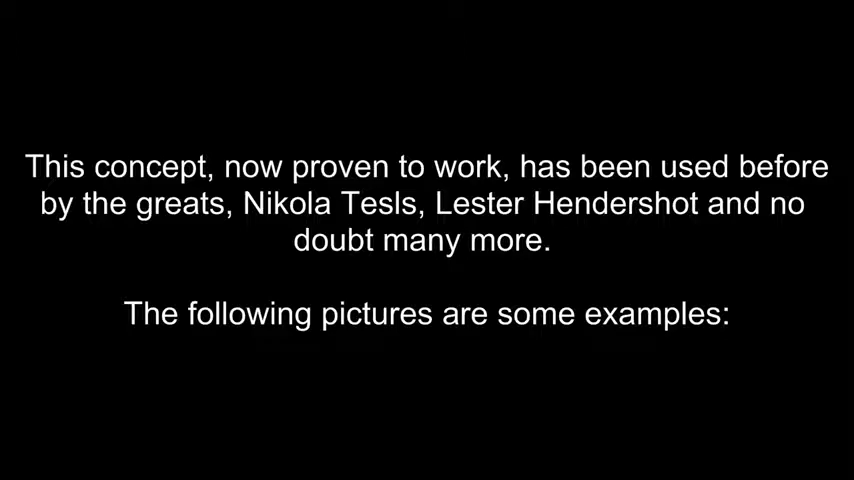 This concept, now proven to work, has been used before
by the greats, Nikola Tesls, Lester Hendershot and no
doubt many more.
The following pictures are some examples: